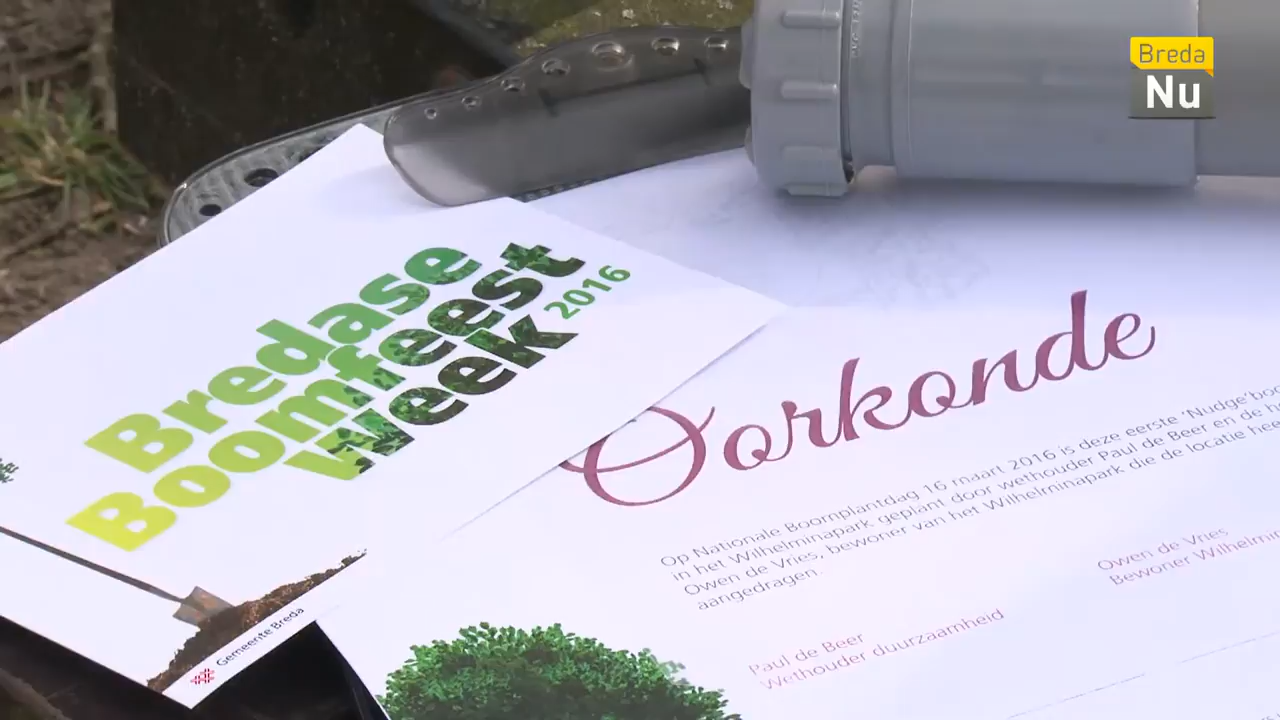 Breda
Nu
Bredase
Boomfeest
week 2016
Gemeente Breda
Oorkonde
Op Nationale Boomplantdag 16 maart 2016 is deze eerste 'Nudge'boo
in het Wilhelminapark geplant door wethouder Paul de Beer en de he
Owen de Vries, bewoner van het Wilhelminapark die de locatie hee
aangedragen.
Owen de Vries
Bewoner Wilhelmin
Paul de Beer
Wethouder duurzaamheid